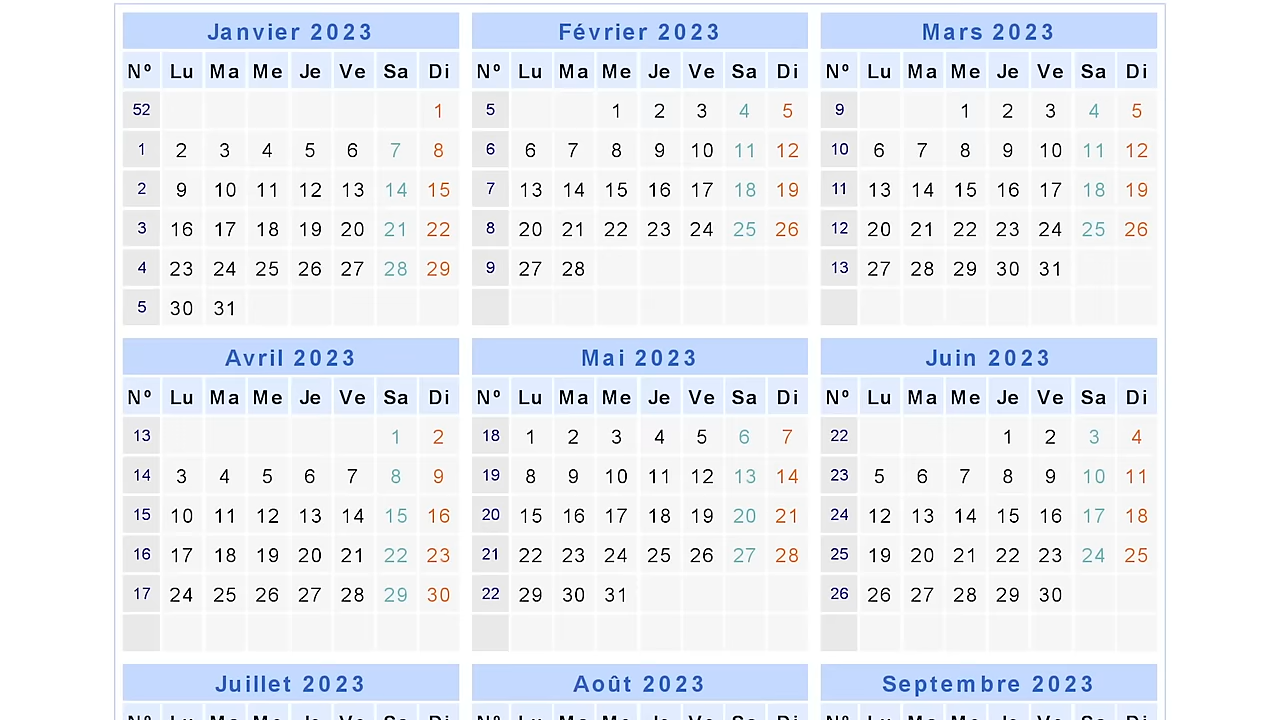 Janvier 2023
Nº Lu Ma Me Je Ve Sa Di
52 1
1 2 3 4 5 6 7 8
2 9 10 11 12 13 14 15
3 16 17 18 19 20 21 22
4 23 24 25 26 27 28 29
5 30 31
Février 2023
Nº Lu Ma Me Je Ve Sa Di
5 1 2 3 4 5
6 6 7 8 9 10 11 12
7 13 14 15 16 17 18 19
8 20 21 22 23 24 25 26
9 27 28
Mars 2023
Nº Lu Ma Me Je Ve Sa Di
9 1 2 3 4 5
10 6 7 8 9 10 11 12
11 13 14 15 16 17 18 19
12 20 21 22 23 24 25 26
13 27 28 29 30 31
Avril 2023
Nº Lu Ma Me Je Ve Sa Di
13 1 2
14 3 4 5 6 7 8 9
15 10 11 12 13 14 15 16
16 17 18 19 20 21 22 23
17 24 25 26 27 28 29 30
Mai 2023
Nº Lu Ma Me Je Ve Sa Di
18 1 2 3 4 5 6 7
19 8 9 10 11 12 13 14
20 15 16 17 18 19 20 21
21 22 23 24 25 26 27 28
22 29 30 31
Juin 2023
Nº Lu Ma Me Je Ve Sa Di
22 1 2 3 4
23 5 6 7 8 9 10 11
24 12 13 14 15 16 17 18
25 19 20 21 22 23 24 25
26 26 27 28 29 30
Juillet 2023
Août 2023
Septembre 2023